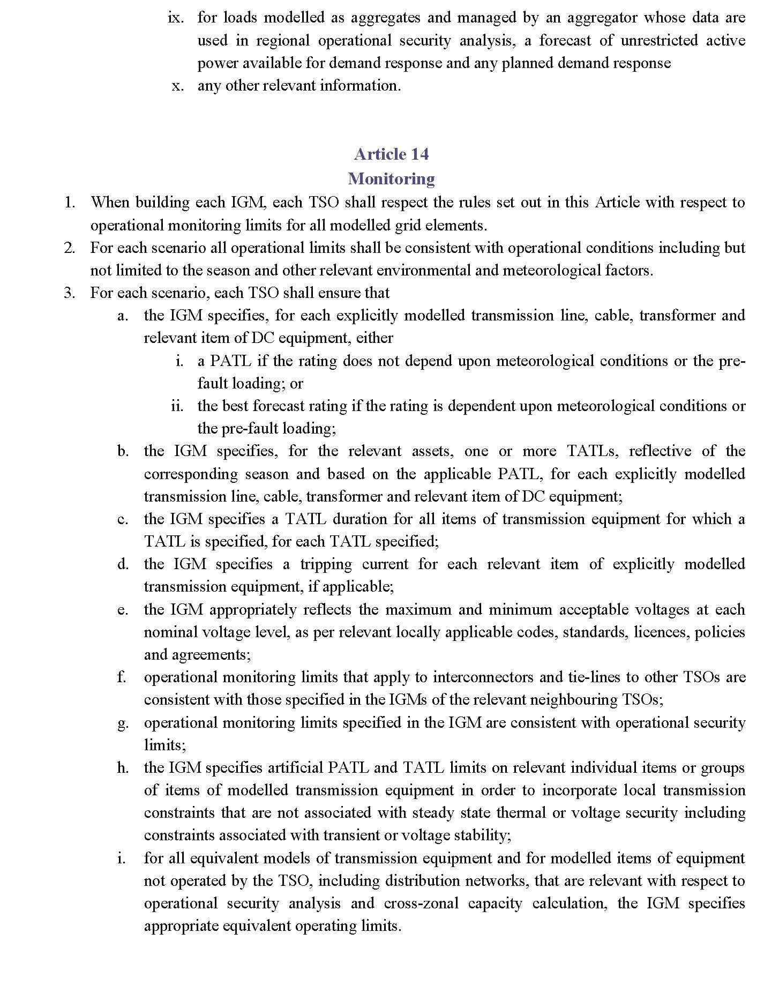 ix. for loads modelled as aggregates and managed by an aggregator whose data are
used in regional operational security analysis, a forecast of unrestricted active
power available for demand response and any planned demand response
x. any other relevant information.
Article 14
Monitoring
1. When building each IGM, each TSO shall respect the rules set out in this Article with respect to
operational monitoring limits for all modelled grid elements.
2. For each scenario all operational limits shall be consistent with operational conditions including but
not limited to the season and other relevant environmental and meteorological factors.
3. For each scenario, each TSO shall ensure that
a. the IGM specifies, for each explicitly modelled transmission line, cable, transformer and
relevant item of DC equipment, either
i. a PATL if the rating does not depend upon meteorological conditions or the pre-
fault loading; or
ii. the best forecast rating if the rating is dependent upon meteorological conditions or
the pre-fault loading;
b. the IGM specifies, for the relevant assets, one or more TATLs, reflective of the
corresponding season and based on the applicable PATL, for each explicitly modelled
transmission line, cable, transformer and relevant item of DC equipment;
c. the IGM specifies a TATL duration for all items of transmission equipment for which a
TATL is specified, for each TATL specified;
d. the IGM specifies a tripping current for each relevant item of explicitly modelled
transmission equipment, if applicable;
e. the IGM appropriately reflects the maximum and minimum acceptable voltages at each
nominal voltage level, as per relevant locally applicable codes, standards, licences, policies
and agreements;
f. operational monitoring limits that apply to interconnectors and tie-lines to other TSOs are
consistent with those specified in the IGMs of the relevant neighbouring TSOs;
g. operational monitoring limits specified in the IGM are consistent with operational security
limits;
h. the IGM specifies artificial PATL and TATL limits on relevant individual items or groups
of items of modelled transmission equipment in order to incorporate local transmission
constraints that are not associated with steady state thermal or voltage security including
constraints associated with transient or voltage stability;
i. for all equivalent models of transmission equipment and for modelled items of equipment
not operated by the TSO, including distribution networks, that are relevant with respect to
operational security analysis and cross-zonal capacity calculation, the IGM specifies
appropriate equivalent operating limits.